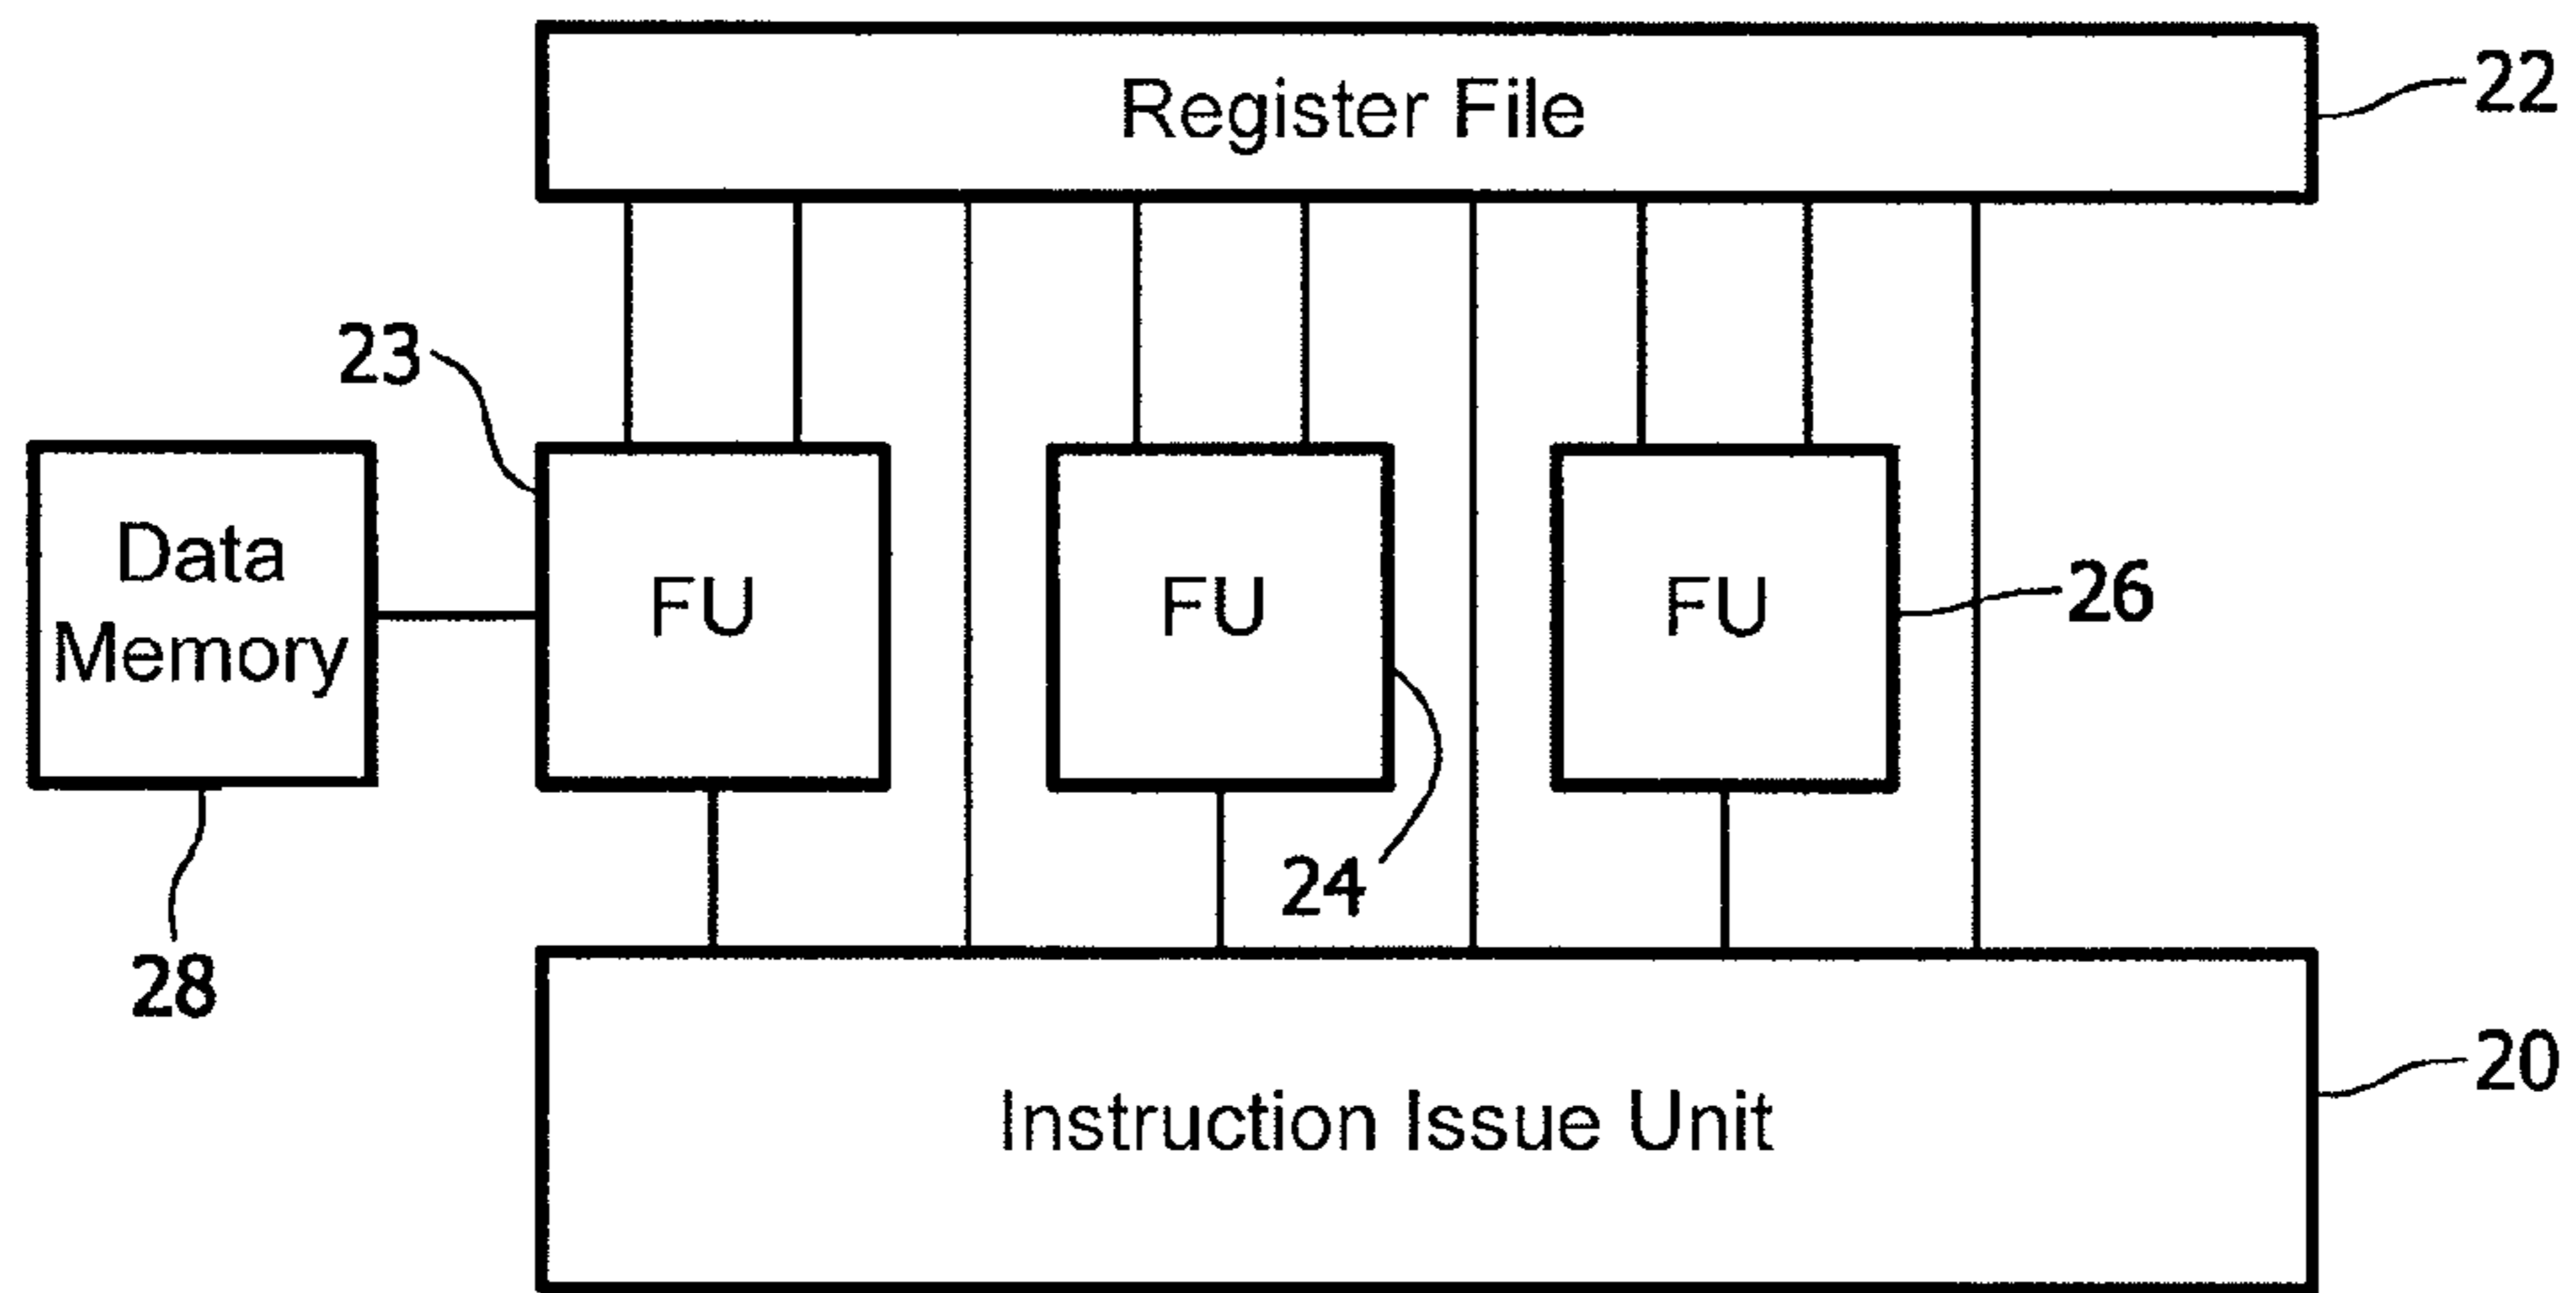 Register File
22
23
Data
Memory
FU
FU
FU
26
24
28
Instruction Issue Unit
20